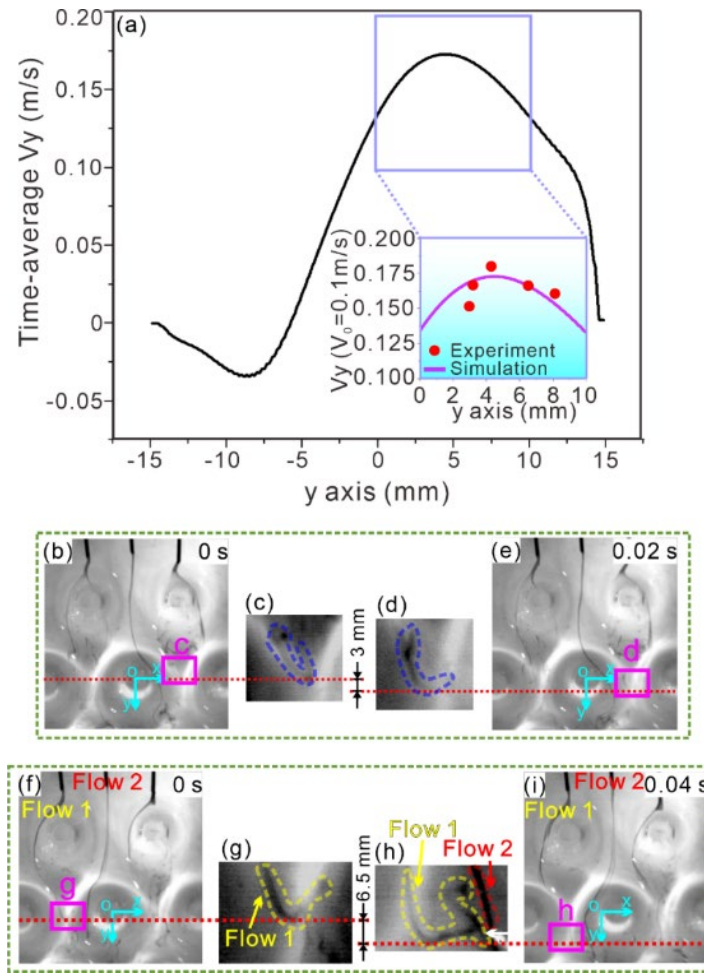 (a)
Time-average Vy (m/s)
0.20
0.15
0.10
0.05
0
-0.05
-15
-10
-5
0
5
10
15
y axis (mm)
Vy (V₀=0.1m/s)
0.200
0.175
0.150
0.125
0.100
Experiment
Simulation
0 2 4 6 8 10
y axis (mm)
(b) 0 s
c
o x
y
(c)
(d)
3 mm
(e) 0.02 s
d
o x
y
(f) Flow 2 0 s
Flow 1
g
o x
y
(g)
Flow 1
6.5 mm
(h)
Flow 1
Flow 2
(i) Flow 2 0.04 s
Flow 1
h
o x
y